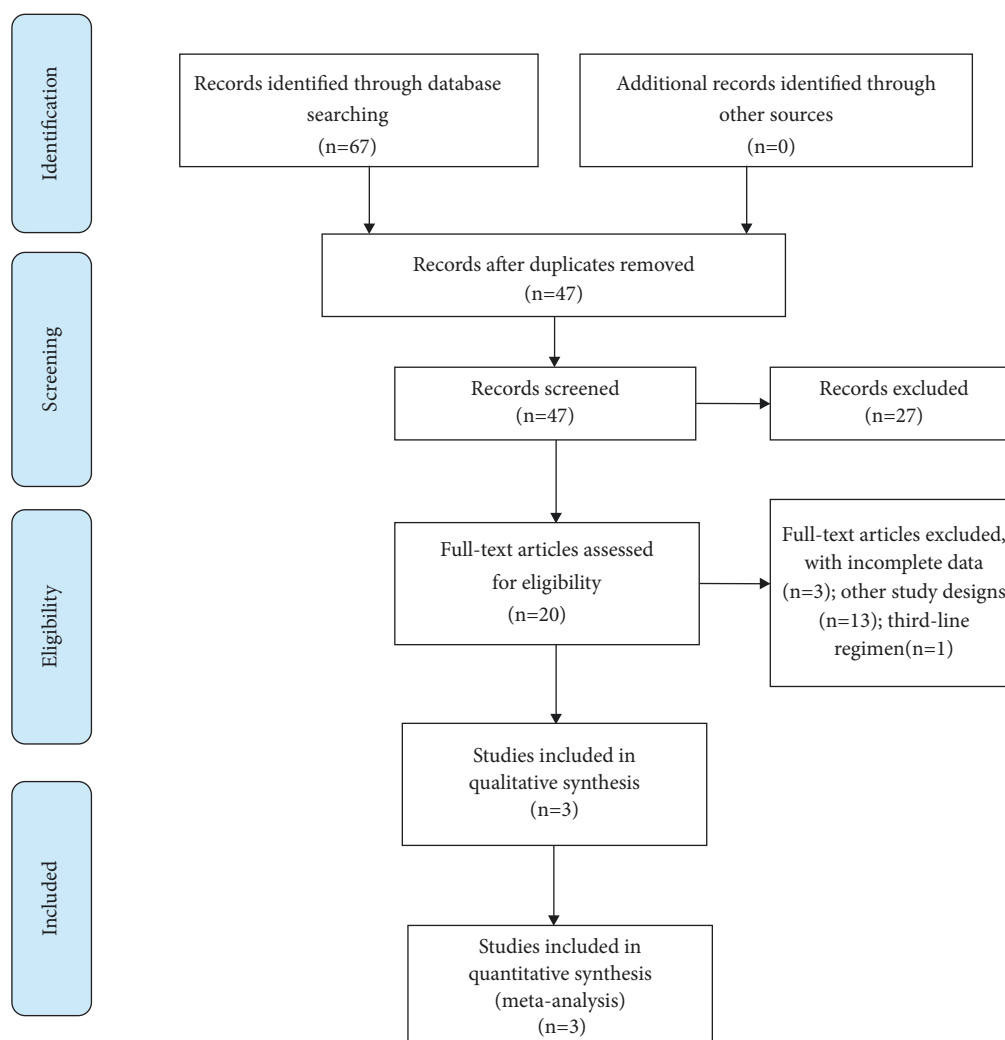 Identification
Records identified through database
searching
(n=67)
Additional records identified through
other sources
(n=0)
Records after duplicates removed
(n=47)
Screening
Records screened
(n=47)
Records excluded
(n=27)
Eligibility
Full-text articles assessed
for eligibility
(n=20)
Full-text articles excluded,
with incomplete data
(n=3); other study designs
(n=13); third-line
regimen(n=1)
Studies included in
qualitative synthesis
(n=3)
Included
Studies included in
quantitative synthesis
(meta-analysis)
(n=3)